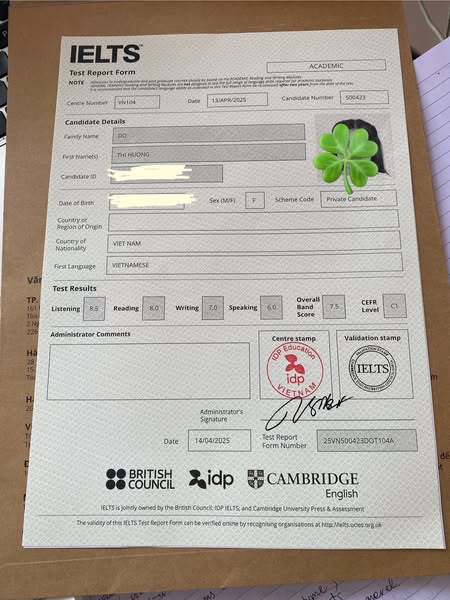 IELTS™
Test Report Form
ACADEMIC
NOTE
Centre Number VN104 Date 13/APR/2025 Candidate Number 500423
Candidate Details
Family Name DO
First Name(s) THI HUONG
Candidate ID
Date of Birth Sex (M/F) F Scheme Code Private Candidate
Country or
Region of Origin
Country of
Nationality VIET NAM
First Language VIETNAMESE
Test Results
Listening 8.5 Reading 8.0 Writing 7.0 Speaking 6.0 Overall Band Score 7.5 CEFR Level C1
Administrator Comments
Centre stamp
Validation stamp
IDP Education
idp
VIETNAM
IELTS
Administrator's
Signature
Date 14/04/2025
Test Report
Form Number 25VN500423DOT104A
BRITISH
COUNCIL
idp
CAMBRIDGE
English
IELTS is jointly owned by the British Council; IDP IELTS; and Cambridge University Press & Assessment
The validity of this IELTS Test Report Form can be verified online by recognising organisations at http://ielts.ucles.org.uk